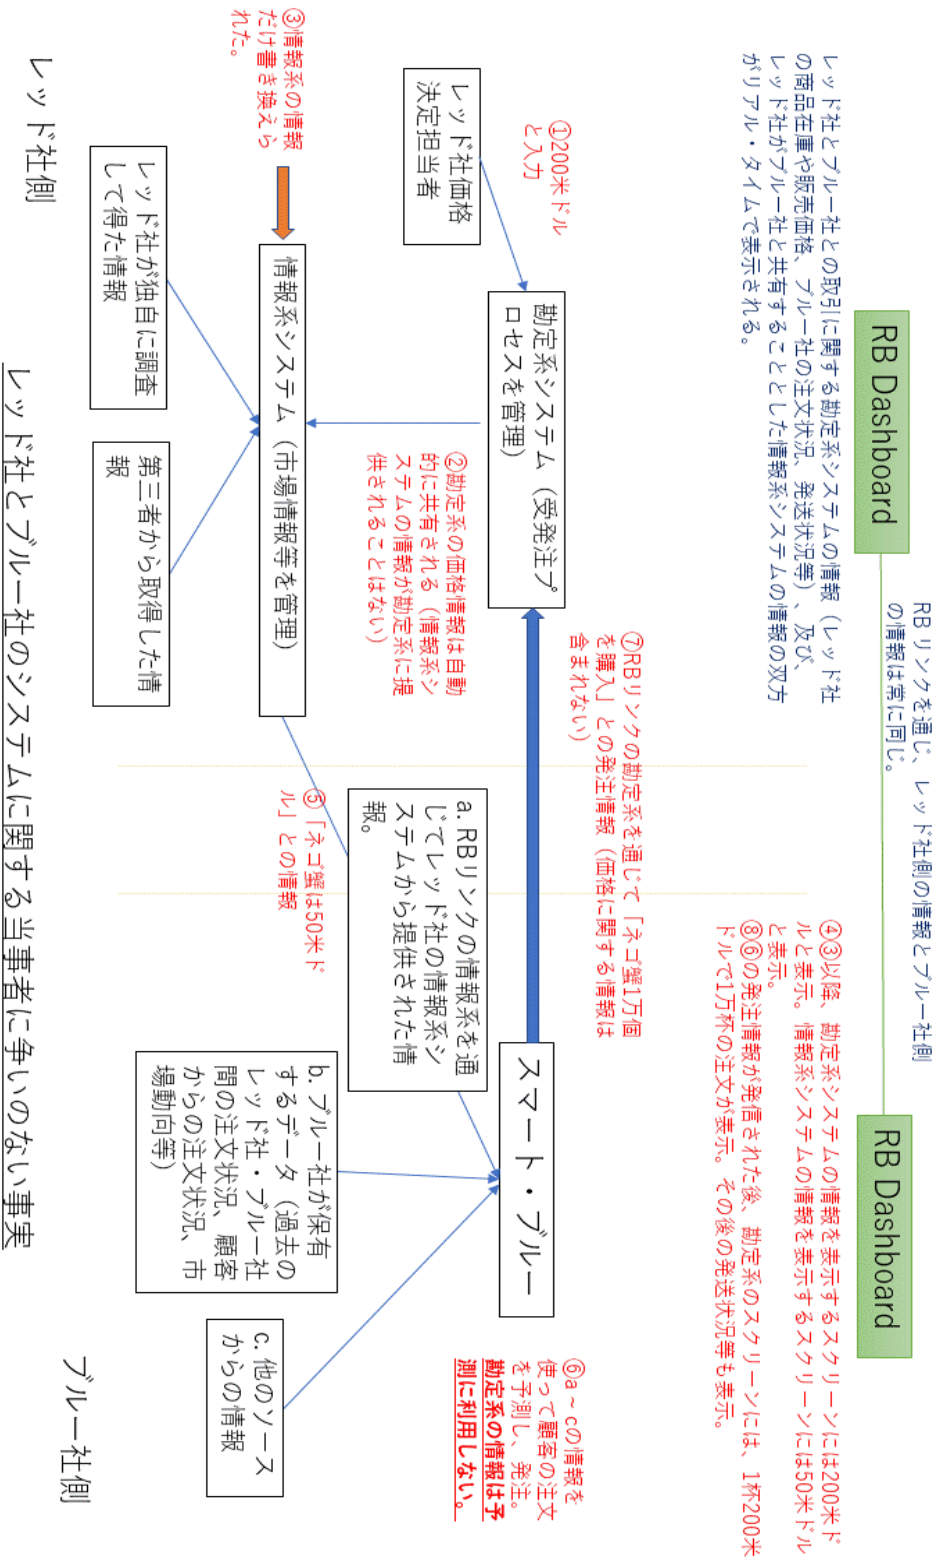 レッド社とブルー社のシステムに関する当事者に争いのない事実
RB Dashboard
RB Dashboard
RBリンクを通じ、レッド社側の情報とブルー社側
の情報は常に同じ。
レッド社とブルー社との取引に関する勘定系システムの情報（レッド社
の商品在庫や販売価格、ブルー社の注文状況、発送状況等）、及び、
レッド社がブルー社と共有することとした情報系システムの情報の双方
がリアル・タイムで表示される。
④③以降、勘定系システムの情報を表示するスクリーンには200米ド
ルと表示。情報系システムの情報を表示するスクリーンには50米ドル
と表示。
⑧⑥の発注情報が発信された後、勘定系のスクリーンには、1杯200米
ドルで1万杯の注文が表示。その後の発送状況等も表示。
⑦RBリンクの勘定系を通じて「ネゴ蟹1万個
を購入」との発注情報（価格に関する情報は
含まれない）
①200米ドル
と入力
レッド社価格
決定担当者
勘定系システム（受発注プ
ロセスを管理）
スマート・ブルー
⑥a～cの情報を
使って顧客の注文
を予測し、発注。
勘定系の情報は予
測に利用しない。
②勘定系の価格情報は自動
的に共有される（情報系シ
ステムの情報が勘定系に提
供されることはない）
a. RBリンクの情報系を通
じてレッド社の情報系シ
ステムから提供された情
報。
③情報系の情報
だけ書き換えら
れた。
情報系システム（市場情報等を管理）
⑤「ネゴ蟹は50米ド
ル」との情報
b. ブルー社が保有
するデータ（過去の
レッド社・ブルー社
間の注文状況、顧客
からの注文状況、市
場動向等）
c. 他のソース
からの情報
レッド社が独自に調査
して得た情報
第三者から取得した情
報
レッド社側
ブルー社側